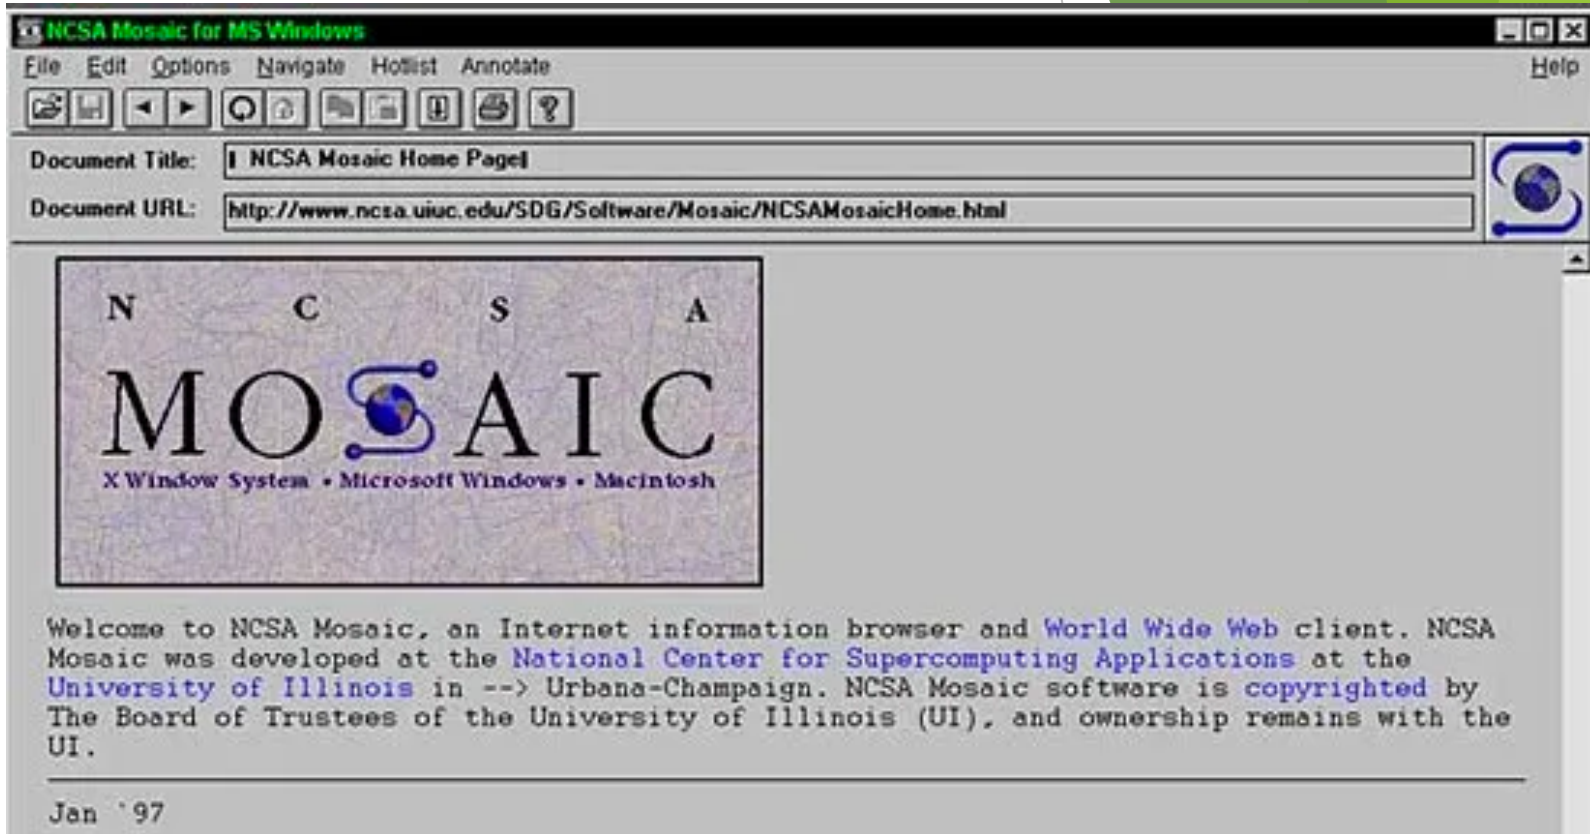 NCSA Mosaic for MS Windows
File Edit Options Navigate Hotlist Annotate Help
Document Title: NCSA Mosaic Home Page
Document URL: http://www.ncsa.uiuc.edu/SDG/Software/Mosaic/NCSAMosaicHome.html
N C S A
MOSAIC
X Window System • Microsoft Windows • Macintosh
Welcome to NCSA Mosaic, an Internet information browser and World Wide Web client. NCSA
Mosaic was developed at the National Center for Supercomputing Applications at the
University of Illinois in --> Urbana-Champaign. NCSA Mosaic software is copyrighted by
The Board of Trustees of the University of Illinois (UI), and ownership remains with the
UI.
Jan `97